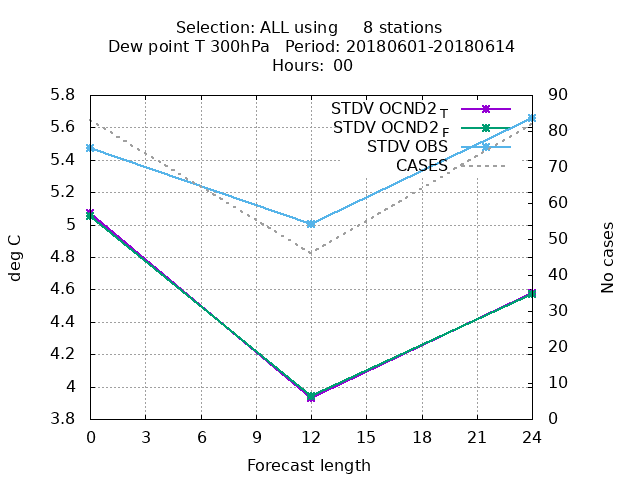 Selection: ALL using 8 stations
Dew point T 300hPa Period: 20180601-20180614
Hours: 00
5.8
5.6
5.4
5.2
5
4.8
4.6
4.4
4.2
4
3.8
deg C
90
80
70
60
50
40
30
20
10
0
No cases
STDV OCND2 T
STDV OCND2 F
STDV OBS
CASES
0 3 6 9 12 15 18 21 24
Forecast length